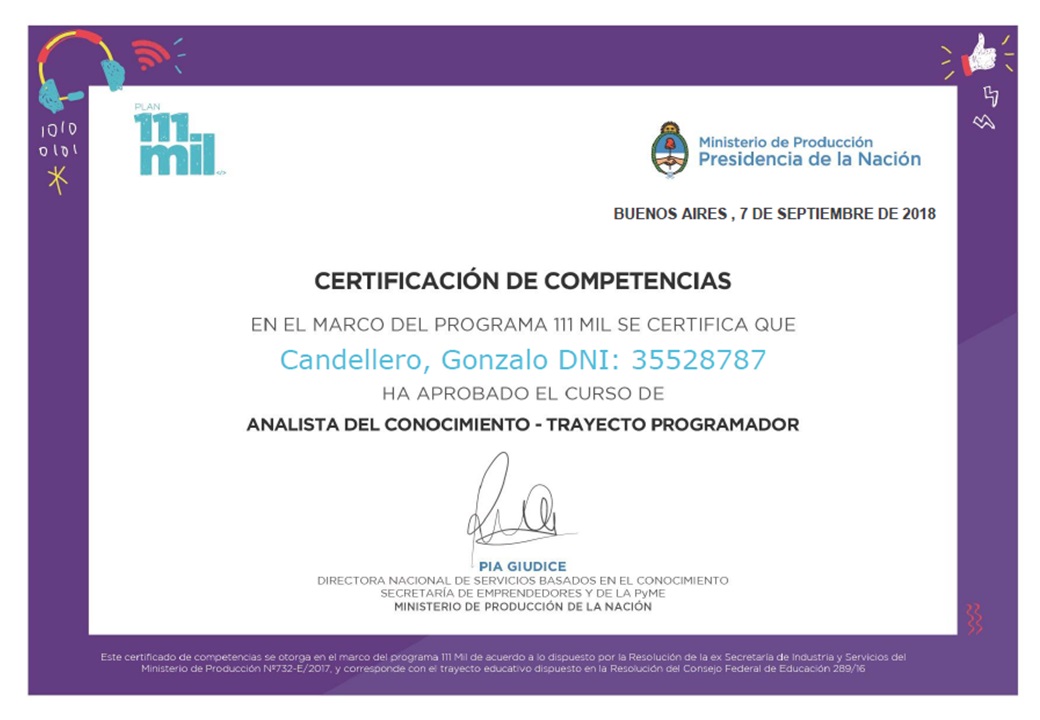 PLAN
111
mil
</>
1010
0101
Ministerio de Producción
Presidencia de la Nación
BUENOS AIRES , 7 DE SEPTIEMBRE DE 2018
CERTIFICACIÓN DE COMPETENCIAS
EN EL MARCO DEL PROGRAMA 111 MIL SE CERTIFICA QUE
Candellero, Gonzalo DNI: 35528787
HA APROBADO EL CURSO DE
ANALISTA DEL CONOCIMIENTO - TRAYECTO PROGRAMADOR
PIA GIUDICE
DIRECTORA NACIONAL DE SERVICIOS BASADOS EN EL CONOCIMIENTO
SECRETARÍA DE EMPRENDEDORES Y DE LA PyME
MINISTERIO DE PRODUCCIÓN DE LA NACIÓN
Este certificado de competencias se otorga en el marco del programa 111 Mil de acuerdo a lo dispuesto por la Resolución de la ex Secretaría de Industria y Servicios del
Ministerio de Producción Nº732-E/2017, y corresponde con el trayecto educativo dispuesto en la Resolución del Consejo Federal de Educación 289/16